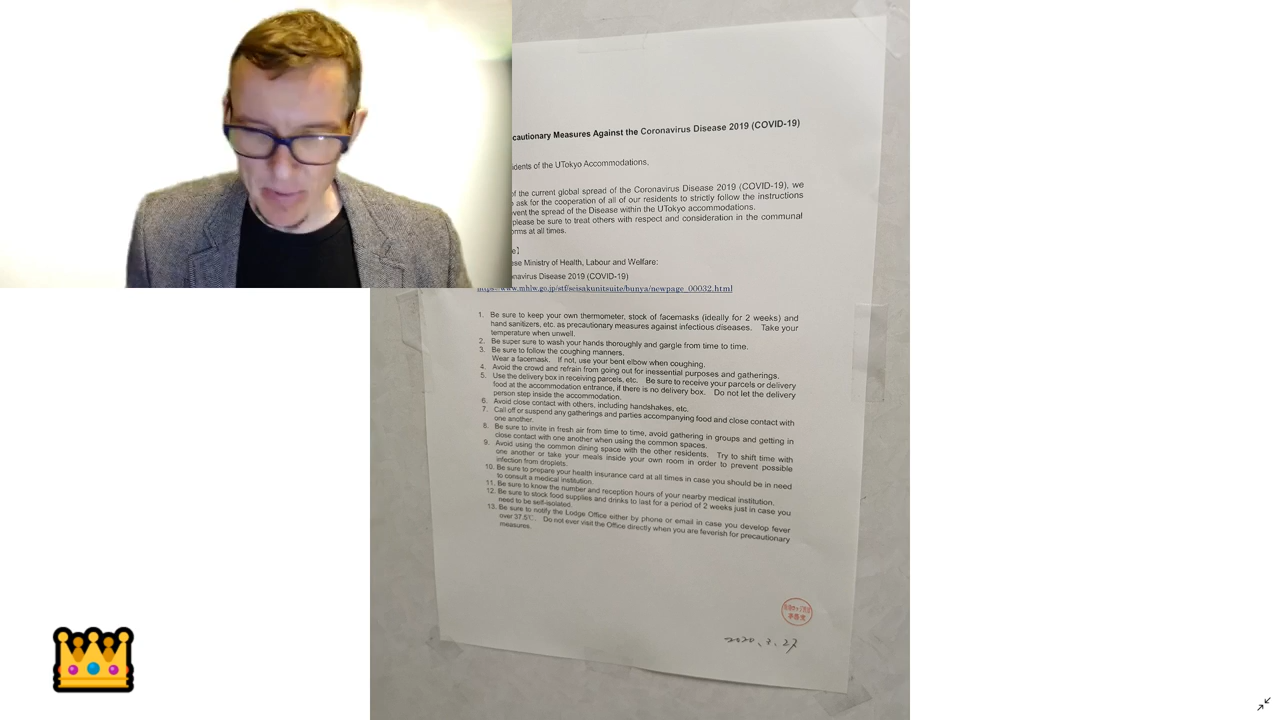 cautionary Measures Against the Coronavirus Disease 2019 (COVID-19)
idents of the UTokyo Accommodations.
of the current global spread of the Coronavirus Disease 2019 (COVID-19), we
ask for the cooperation of all of our residents to strictly follow the instructions
vent the spread of the Disease within the UTokyo accommodations.
please be sure to treat others with respect and consideration in the communal
orms at all times.
e】
ese Ministry of Health, Labour and Welfare:
navirus Disease 2019 (COVID-19)
https://www.mhlw.go.jp/stf/seisakunitsuite/bunya/newpage_00032.html
1. Be sure to keep your own thermometer, stock of facemasks (ideally for 2 weeks) and
hand sanitizers, etc. as precautionary measures against infectious diseases. Take your
temperature when unwell.
2. Be super sure to wash your hands thoroughly and gargle from time to time.
3. Be sure to follow the coughing manners.
Wear a facemask. If not, use your bent elbow when coughing.
4. Avoid the crowd and refrain from going out for inessential purposes and gatherings.
5. Use the delivery box in receiving parcels, etc. Be sure to receive your parcels or delivery
food at the accommodation entrance, if there is no delivery box. Do not let the delivery
person step inside the accommodation.
6. Avoid close contact with others, including handshakes, etc.
7. Call off or suspend any gatherings and parties accompanying food and close contact with
one another.
8. Be sure to invite in fresh air from time to time, avoid gathering in groups and getting in
close contact with one another when using the common spaces.
9. Avoid using the common dining space with the other residents. Try to shift time with
one another or take your meals inside your own room in order to prevent possible
infection from droplets.
10. Be sure to prepare your health insurance card at all times in case you should be in need
to consult a medical institution.
11. Be sure to know the number and reception hours of your nearby medical institution.
12. Be sure to stock food supplies and drinks to last for a period of 2 weeks just in case you
need to be self-isolated.
13. Be sure to notify the Lodge Office either by phone or email in case you develop fever
over 37.5℃. Do not ever visit the Office directly when you are feverish for precautionary
measures.
2020. 3. 27